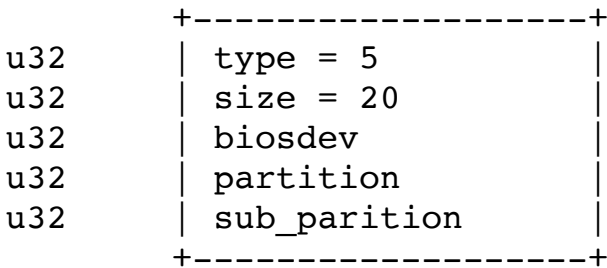 +-------------------+
u32 | type = 5 |
u32 | size = 20 |
u32 | biosdev |
u32 | partition |
u32 | sub_parition |
+-------------------+